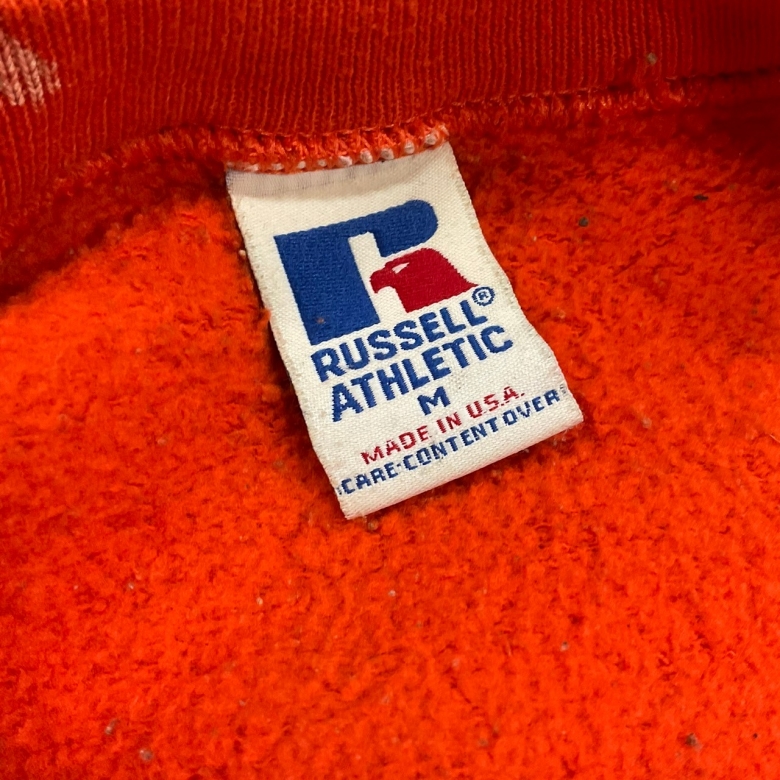 RUSSELL®
ATHLETIC
M
MADE IN U.S.A.
CARE-CONTENT OVER